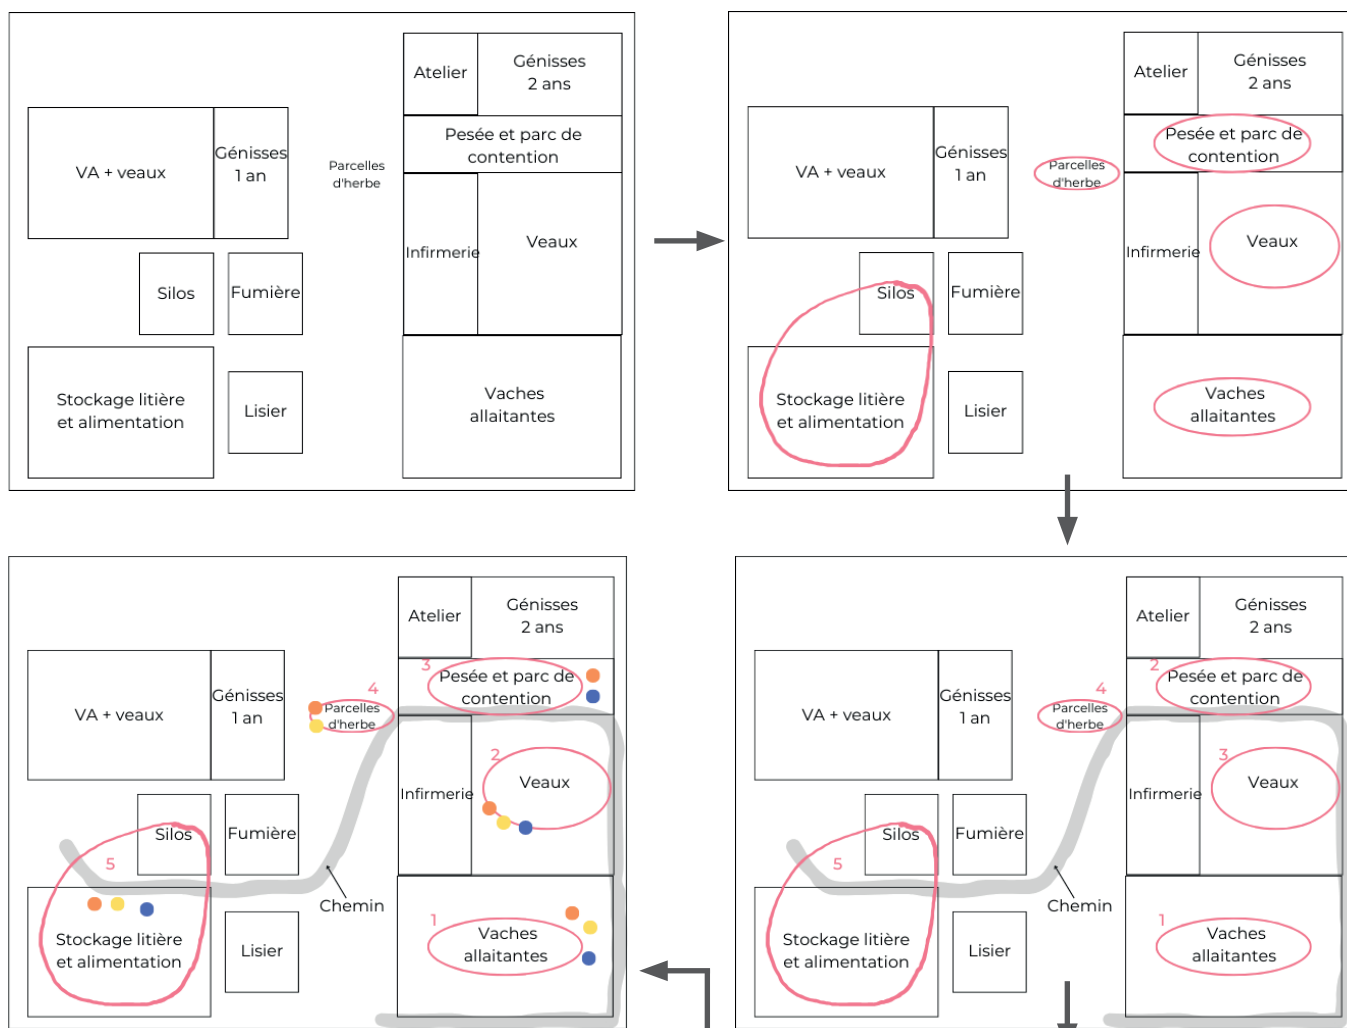 Atelier
Génisses
2 ans
Pesée et parc de
contention
VA + veaux
Génisses
1 an
Parcelles
d'herbe
Infirmerie
Veaux
Silos
Fumière
Stockage litière
et alimentation
Lisier
Vaches
allaitantes
Atelier
Génisses
2 ans
Pesée et parc de
contention
VA + veaux
Génisses
1 an
Parcelles
d'herbe
Infirmerie
Veaux
Silos
Fumière
Stockage litière
et alimentation
Lisier
Vaches
allaitantes
Atelier
Génisses
2 ans
3
Pesée et parc de
contention
VA + veaux
Génisses
1 an
4
Parcelles
d'herbe
Infirmerie
2
Veaux
Silos
Fumière
5
Chemin
Stockage litière
et alimentation
Lisier
1
Vaches
allaitantes
Atelier
Génisses
2 ans
2
Pesée et parc de
contention
VA + veaux
Génisses
1 an
4
Parcelles
d'herbe
Infirmerie
3
Veaux
Silos
Fumière
5
Chemin
Stockage litière
et alimentation
Lisier
1
Vaches
allaitantes